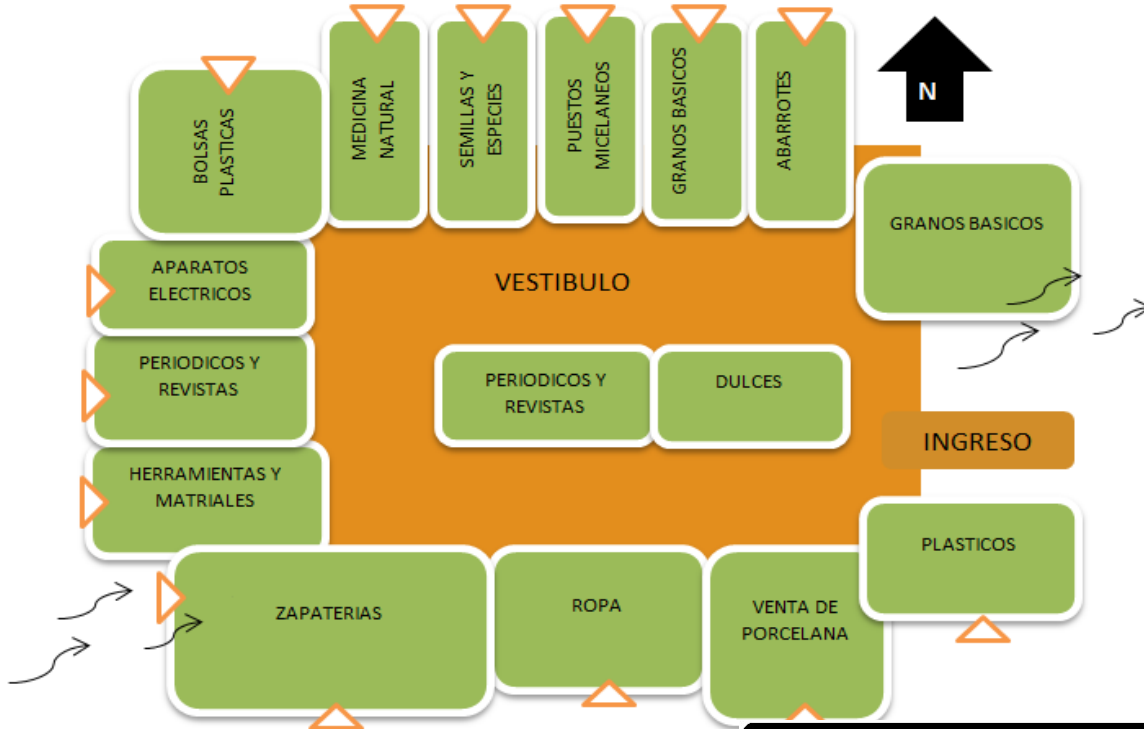 MEDICINA
NATURAL
SEMILLAS Y
ESPECIES
PUESTOS
MICELANEOS
GRANOS BASICOS
ABARROTES
N
BOLSAS
PLASTICAS
GRANOS BASICOS
APARATOS
ELECTRICOS
VESTIBULO
PERIODICOS Y
REVISTAS
PERIODICOS Y
REVISTAS
DULCES
INGRESO
HERRAMIENTAS Y
MATRIALES
PLASTICOS
ZAPATERIAS
ROPA
VENTA DE
PORCELANA